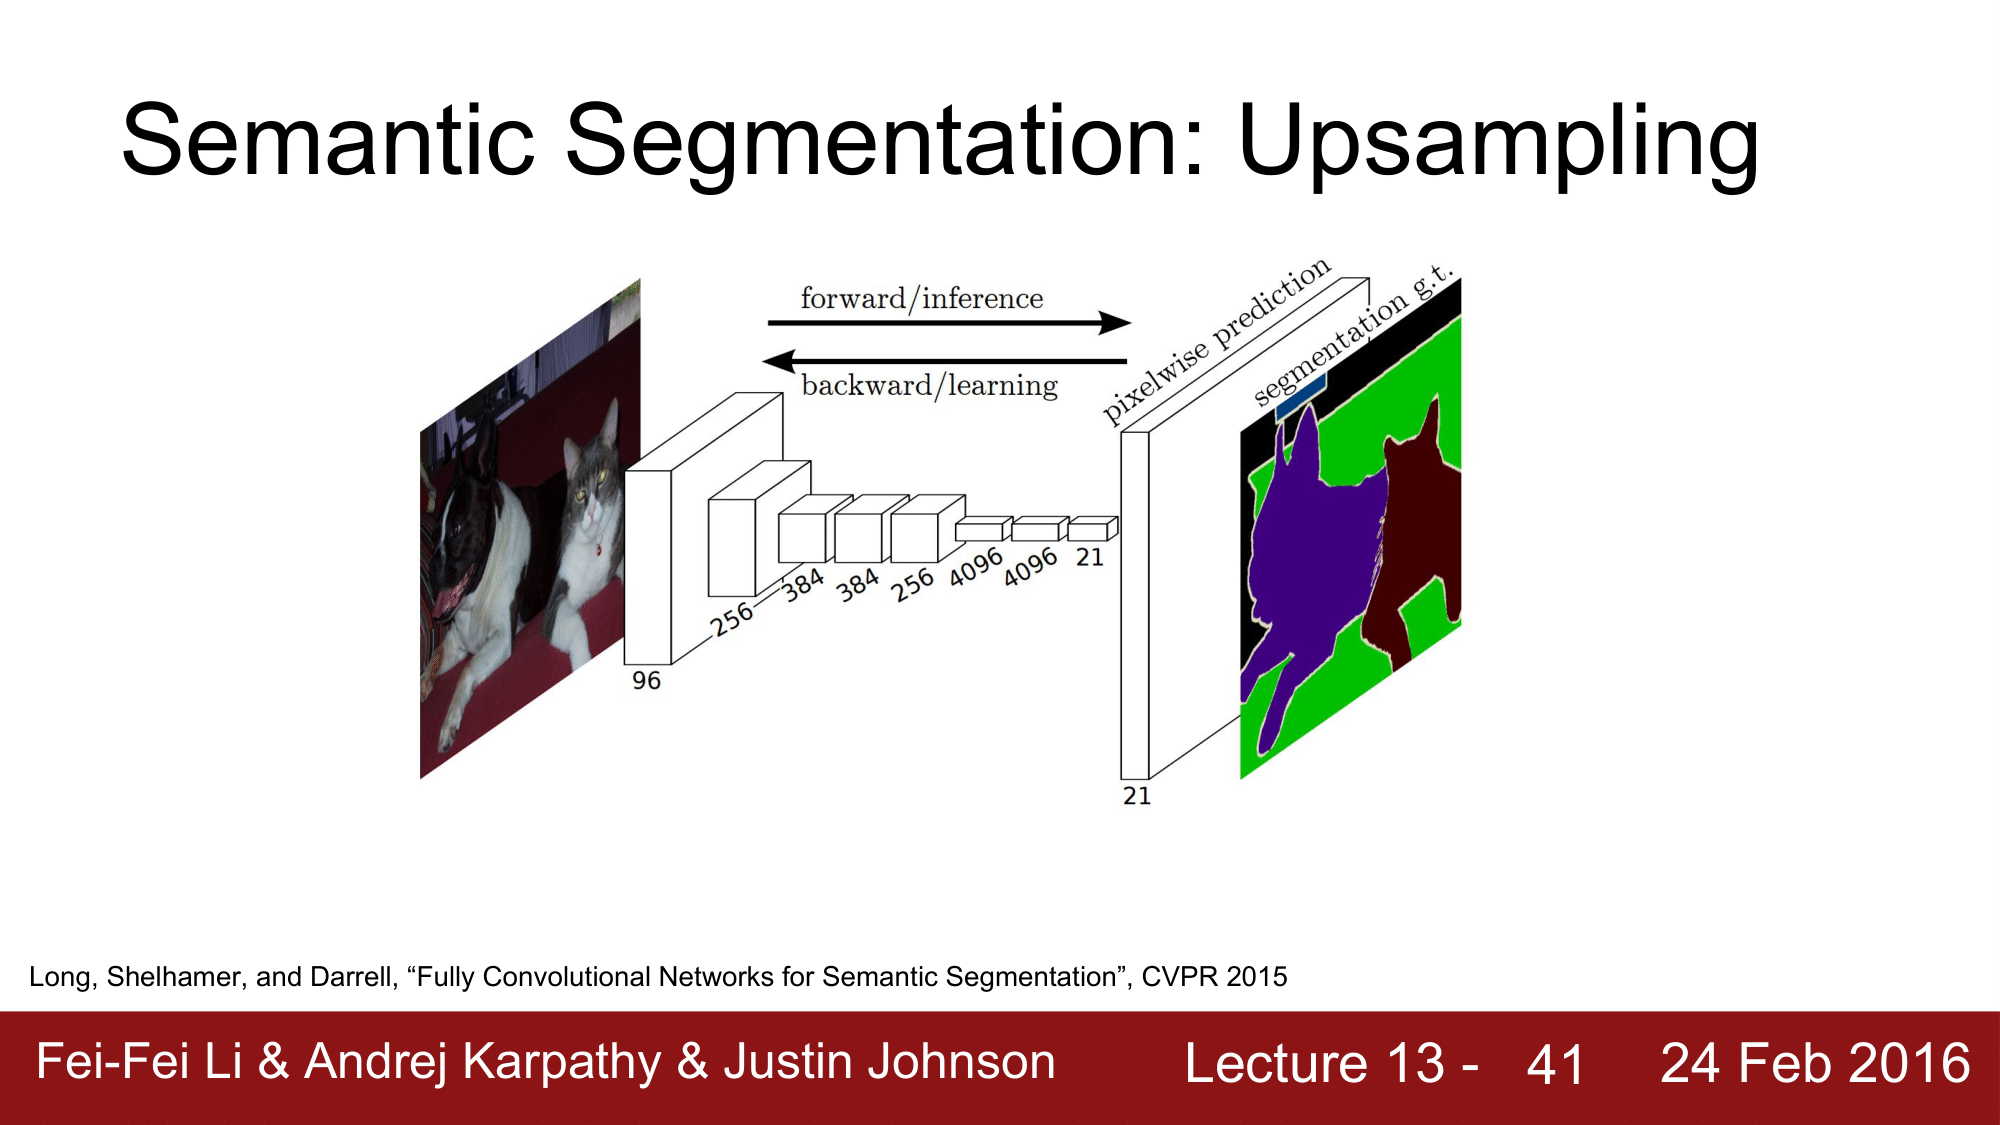 Semantic Segmentation: Upsampling
forward/inference
backward/learning
pixelwise prediction
segmentation g.t.
96
256
384
384
256
4096
4096
21
21
Long, Shelhamer, and Darrell, “Fully Convolutional Networks for Semantic Segmentation”, CVPR 2015
Fei-Fei Li & Andrej Karpathy & Justin Johnson Lecture 13 - 41 24 Feb 2016